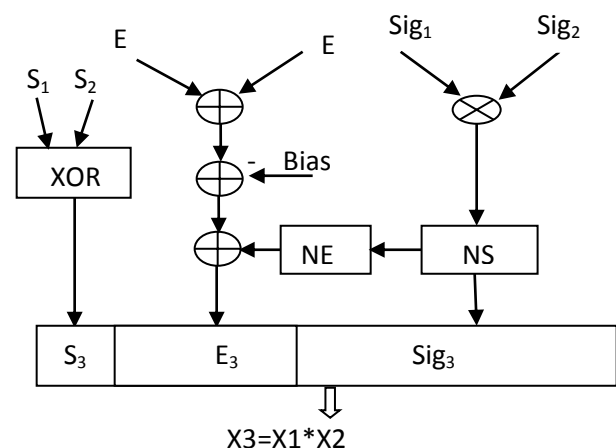 E E Sig₁ Sig₂
S₁ S₂
XOR - Bias
NE NS
S₃ E₃ Sig₃
X3=X1*X2